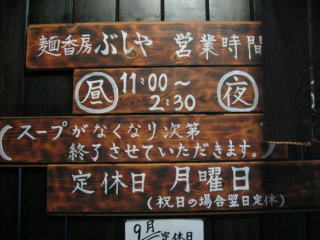 麺香房ぶしや 営業時間
昼 11:00〜2:30 夜
(スープがなくなり次第
終了させていただきます。)
定休日 月曜日
(祝日の場合翌日定休)
9月定休日